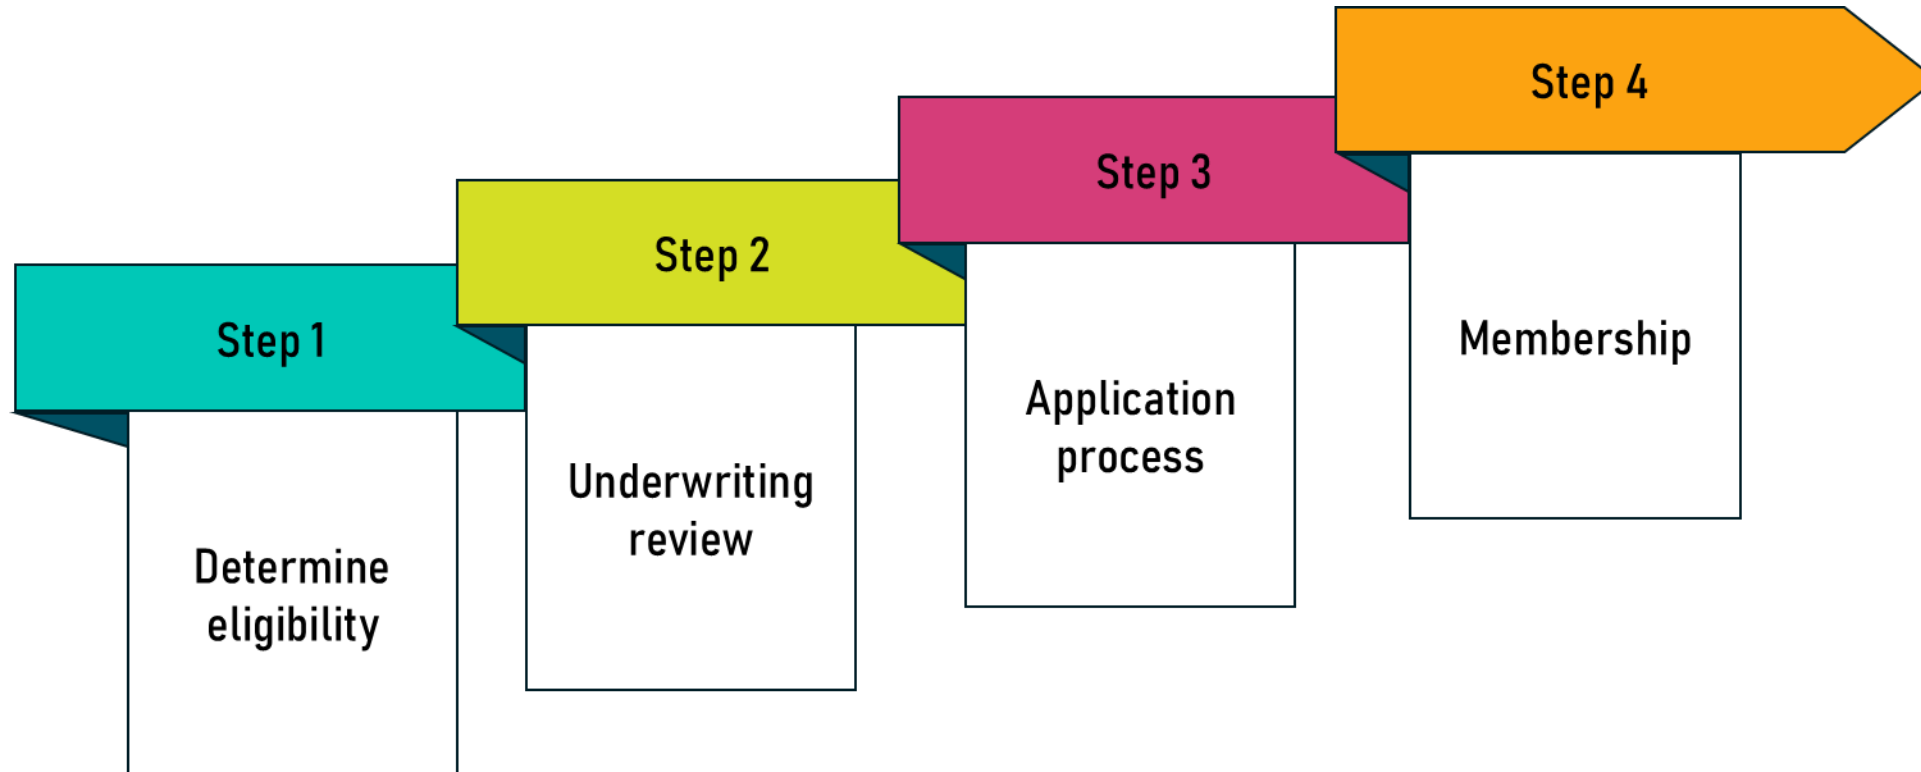 Step 1
Determine
eligibility
Step 2
Underwriting
review
Step 3
Application
process
Step 4
Membership